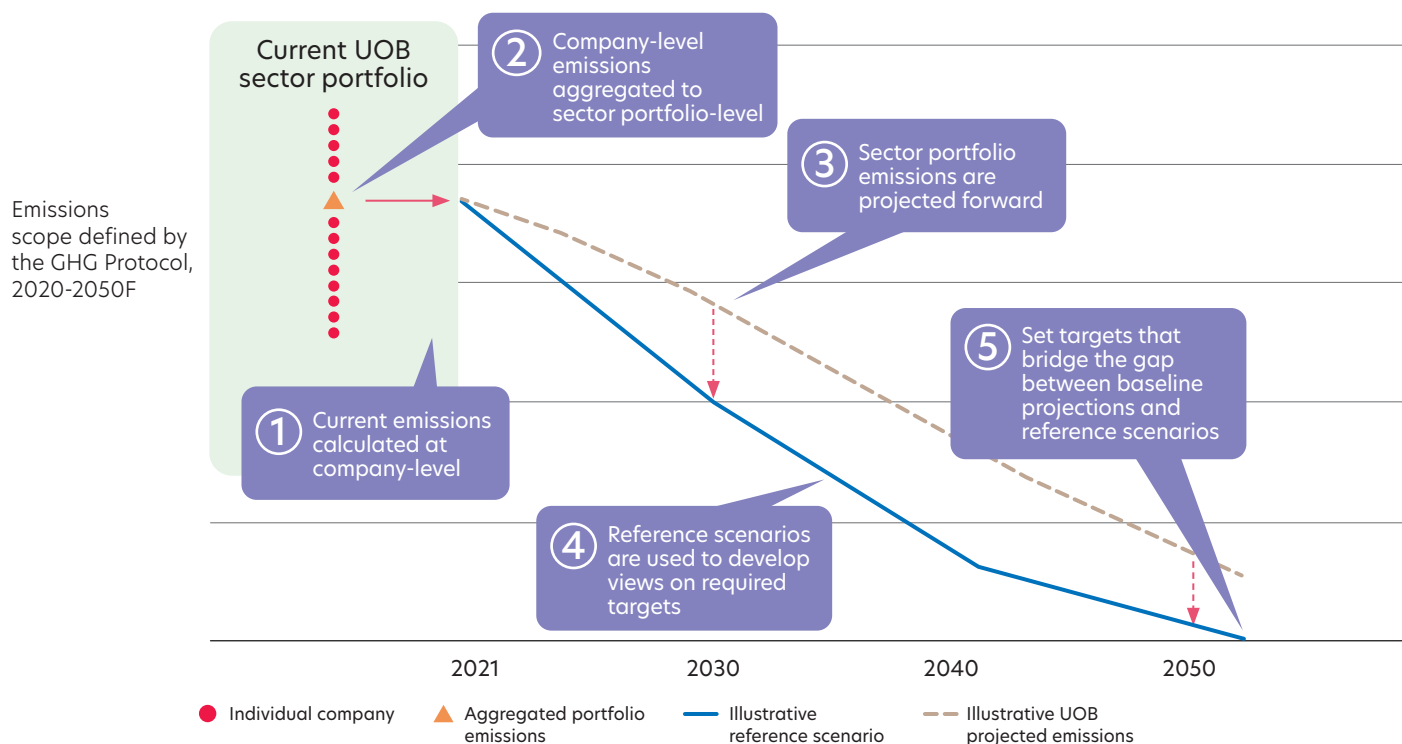 Current UOB
sector portfolio
2
Company-level
emissions
aggregated to
sector portfolio-level
3
Sector portfolio
emissions are
projected forward
Emissions
scope defined by
the GHG Protocol,
2020-2050F
5
Set targets that
bridge the gap
between baseline
projections and
reference scenarios
1
Current emissions
calculated at
company-level
4
Reference scenarios
are used to develop
views on required
targets
2021 2030 2040 2050
Individual company
Aggregated portfolio
emissions
Illustrative
reference scenario
Illustrative UOB
projected emissions